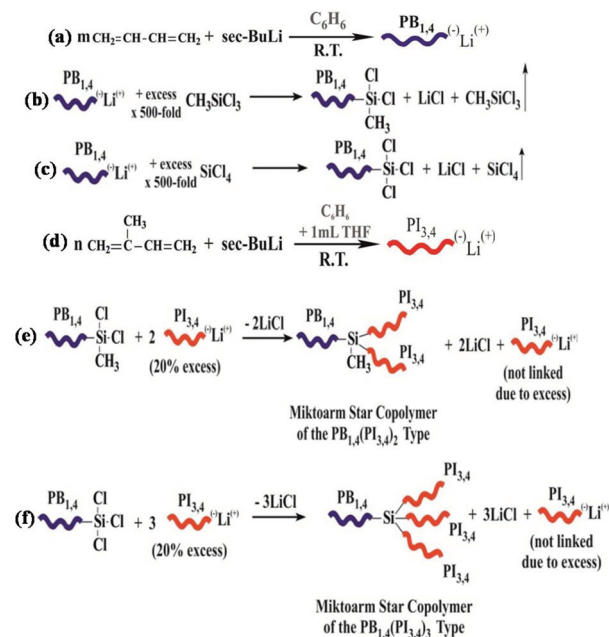 (a) mCH₂=CH-CH=CH₂ + sec-BuLi C₆H₆ R.T. PB₁,₄ (-)Li(+)
PB₁,₄
(b) (-)Li(+) + excess x 500-fold CH₃SiCl₃ PB₁,₄ Cl Si-Cl CH₃ + LiCl + CH₃SiCl₃
PB₁,₄
(c) (-)Li(+) + excess x 500-fold SiCl₄ PB₁,₄ Cl Si-Cl Cl + LiCl + SiCl₄
(d) n CH₂=C-CH=CH₂ CH₃ + sec-BuLi C₆H₆ + 1mL THF R.T. PI₃,₄ (-)Li(+)
(e) PB₁,₄ Cl Si-Cl CH₃ + 2 PI₃,₄ (-)Li(+) - 2LiCl PB₁,₄ Si CH₃ PI₃,₄ PI₃,₄ + 2LiCl + PI₃,₄ (-)Li(+)
(20% excess)
(not linked
due to excess)
Miktoarm Star Copolymer
of the PB₁,₄(PI₃,₄)₂ Type
(f) PB₁,₄ Cl Si-Cl Cl + 3 PI₃,₄ (-)Li(+) - 3LiCl PB₁,₄ Si PI₃,₄ PI₃,₄ PI₃,₄ + 3LiCl + PI₃,₄ (-)Li(+)
(20% excess)
(not linked
due to excess)
Miktoarm Star Copolymer
of the PB₁,₄(PI₃,₄)₃ Type